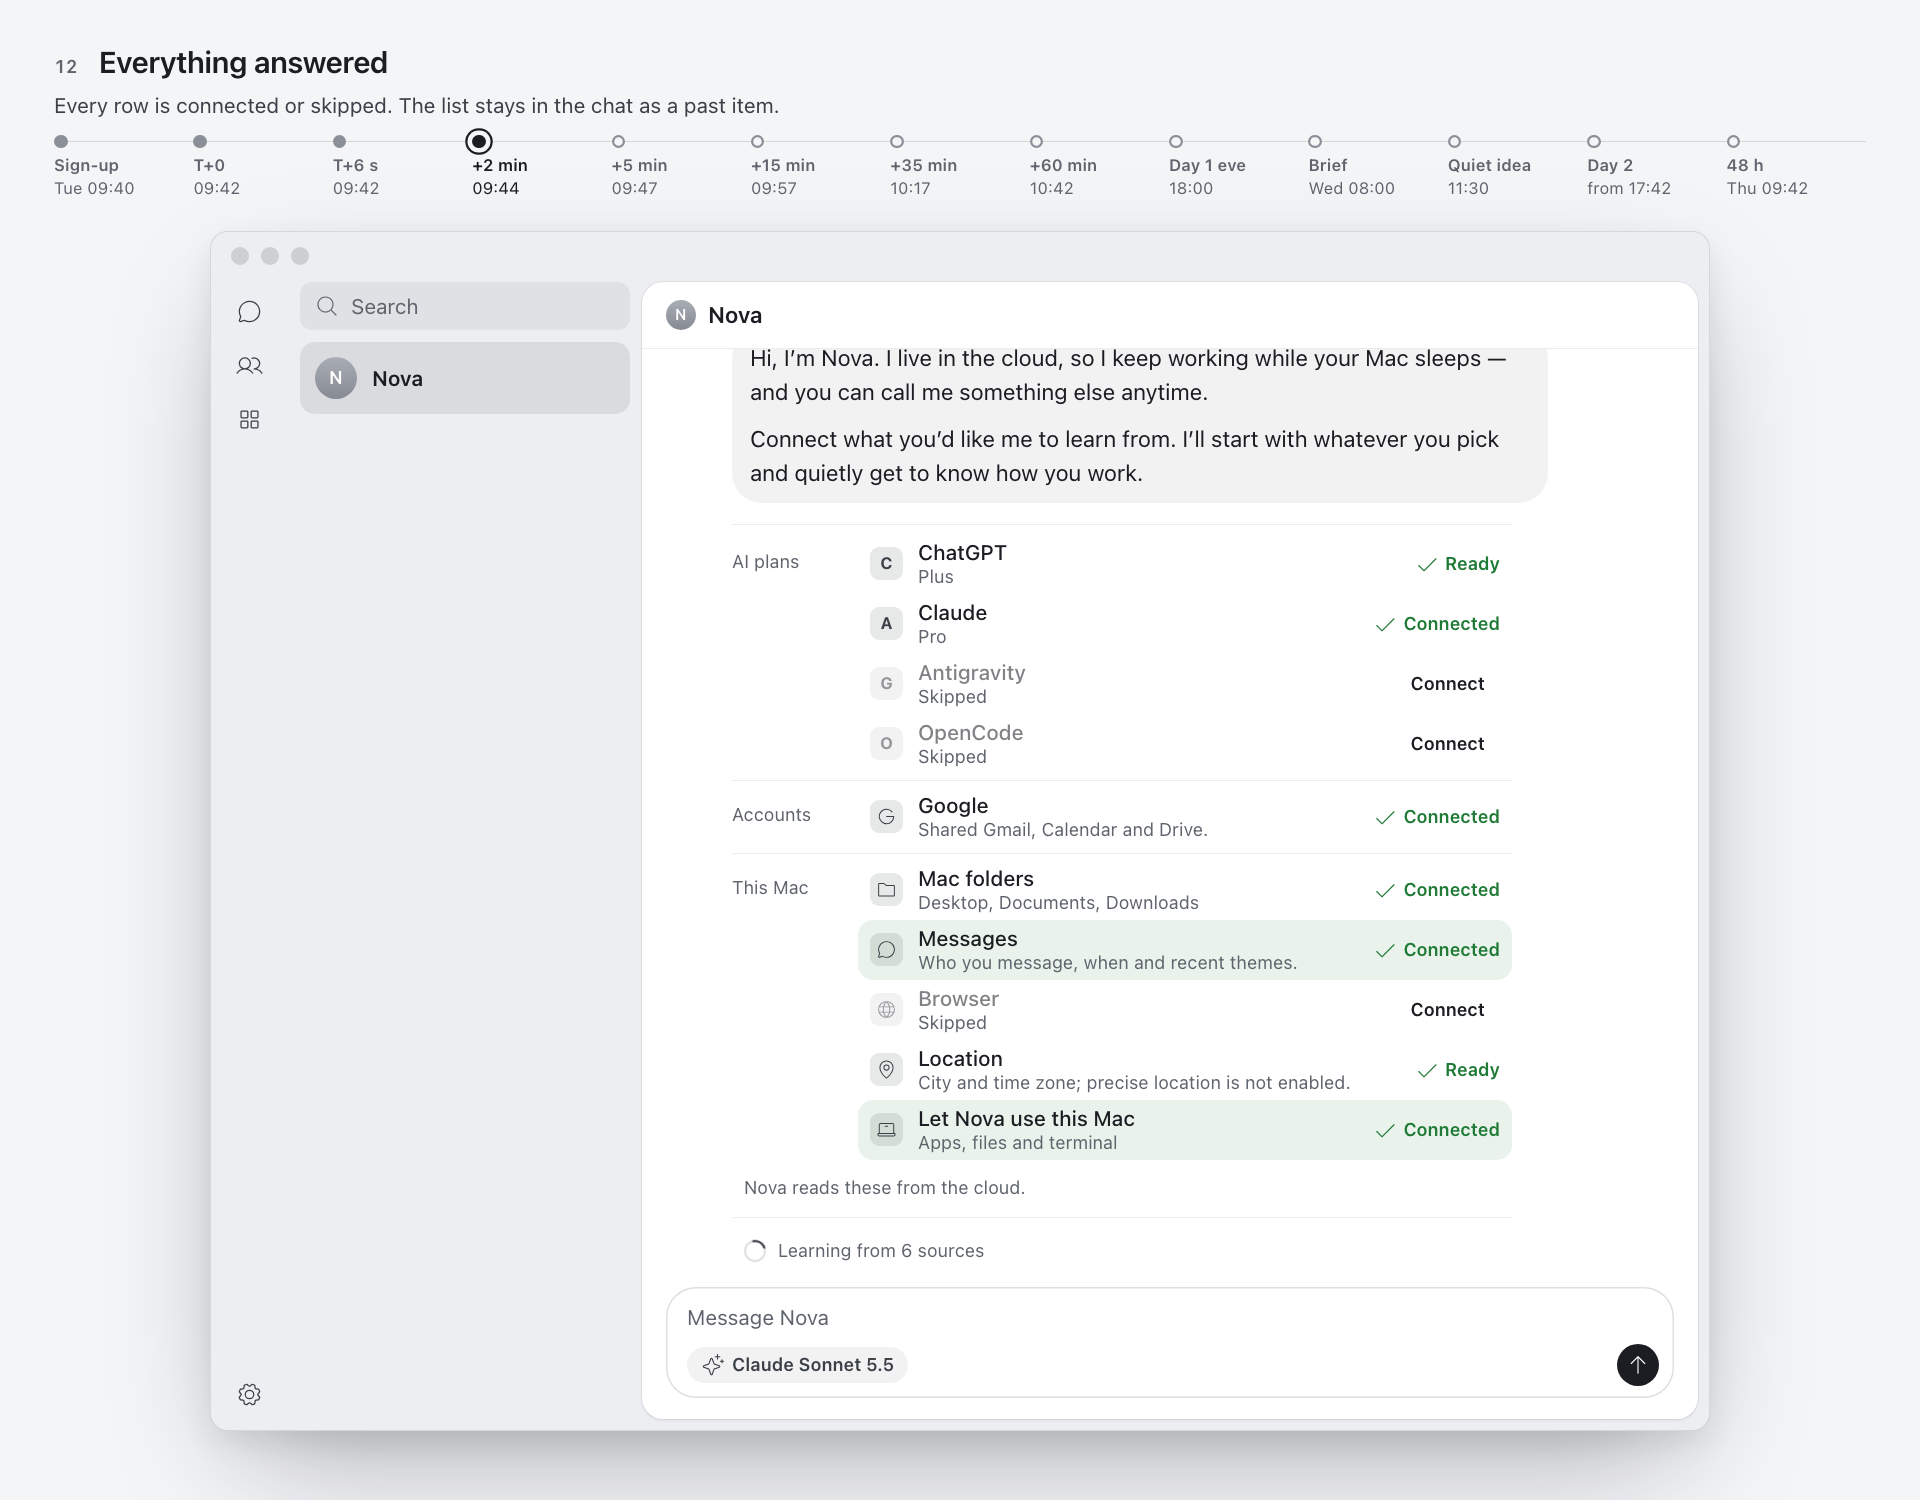 12 Everything answered
Every row is connected or skipped. The list stays in the chat as a past item.
Sign-up
Tue 09:40
T+0
09:42
T+6 s
09:42
+2 min
09:44
+5 min
09:47
+15 min
09:57
+35 min
10:17
+60 min
10:42
Day 1 eve
18:00
Brief
Wed 08:00
Quiet idea
11:30
Day 2
from 17:42
48 h
Thu 09:42
Search
N Nova
N Nova
Hi, I’m Nova. I live in the cloud, so I keep working while your Mac sleeps —
and you can call me something else anytime.
Connect what you’d like me to learn from. I’ll start with whatever you pick
and quietly get to know how you work.
AI plans
C ChatGPT
Plus
Ready
A Claude
Pro
Connected
G Antigravity
Skipped
Connect
O OpenCode
Skipped
Connect
Accounts
G Google
Shared Gmail, Calendar and Drive.
Connected
This Mac
Mac folders
Desktop, Documents, Downloads
Connected
Messages
Who you message, when and recent themes.
Connected
Browser
Skipped
Connect
Location
City and time zone; precise location is not enabled.
Ready
Let Nova use this Mac
Apps, files and terminal
Connected
Nova reads these from the cloud.
Learning from 6 sources
Message Nova
Claude Sonnet 5.5